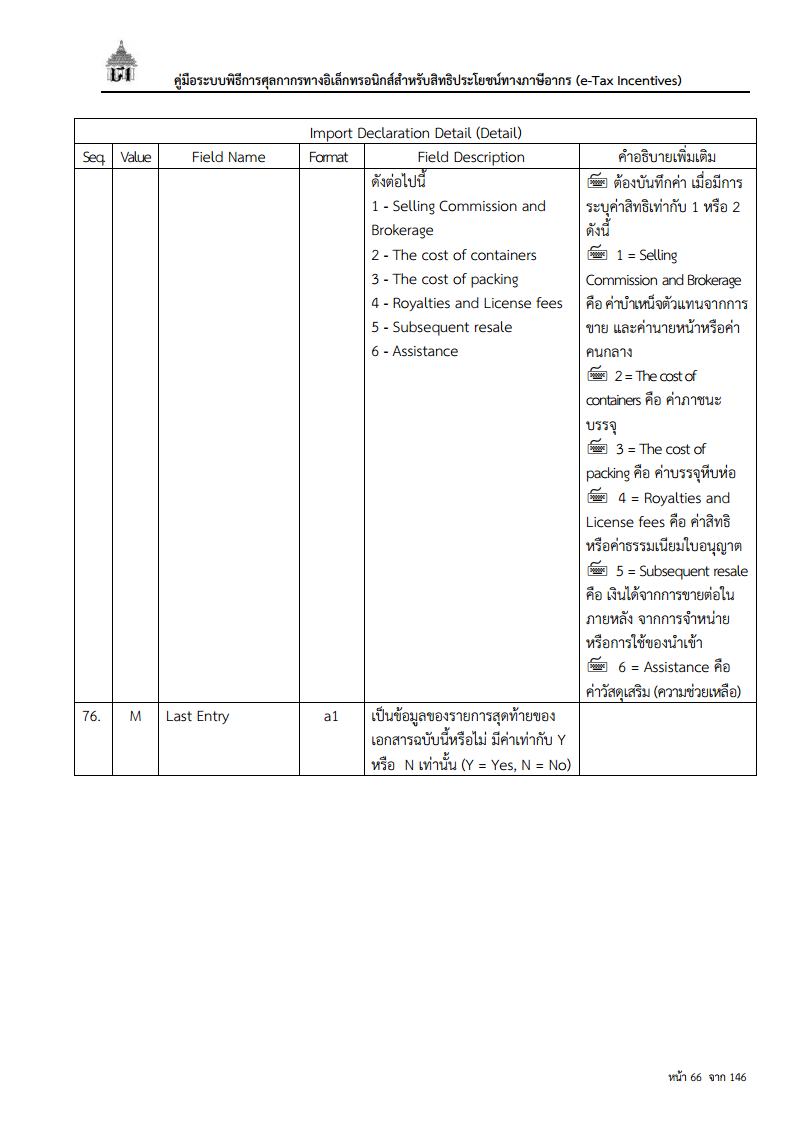 คู่มือระบบพิธีการศุลกากรทางอิเล็กทรอนิกส์สำหรับสิทธิประโยชน์ทางภาษีอากร (e-Tax Incentives)
Import Declaration Detail (Detail)
Seq. Value Field Name Format Field Description คำอธิบายเพิ่มเติม
ดังต่อไปนี้
1 - Selling Commission and
Brokerage
2 - The cost of containers
3 - The cost of packing
4 - Royalties and License fees
5 - Subsequent resale
6 - Assistance
ต้องบันทึกค่า เมื่อมีการ
ระบุค่าสิทธิเท่ากับ 1 หรือ 2
ดังนี้
1 = Selling
Commission and Brokerage
คือ ค่าบำเหน็จตัวแทนจากการ
ขาย และค่านายหน้าหรือค่า
คนกลาง
2 = The cost of
containers คือ ค่าภาชนะ
บรรจุ
3 = The cost of
packing คือ ค่าบรรจุหีบห่อ
4 = Royalties and
License fees คือ ค่าสิทธิ
หรือค่าธรรมเนียมใบอนุญาต
5 = Subsequent resale
คือ เงินได้จากการขายต่อใน
ภายหลัง จากการจำหน่าย
หรือการใช้ของนำเข้า
6 = Assistance คือ
ค่าวัสดุเสริม (ความช่วยเหลือ)
76. M Last Entry a1 เป็นข้อมูลของรายการสุดท้ายของ
เอกสารฉบับนี้หรือไม่ มีค่าเท่ากับ Y
หรือ N เท่านั้น (Y = Yes, N = No)
หน้า 66 จาก 146